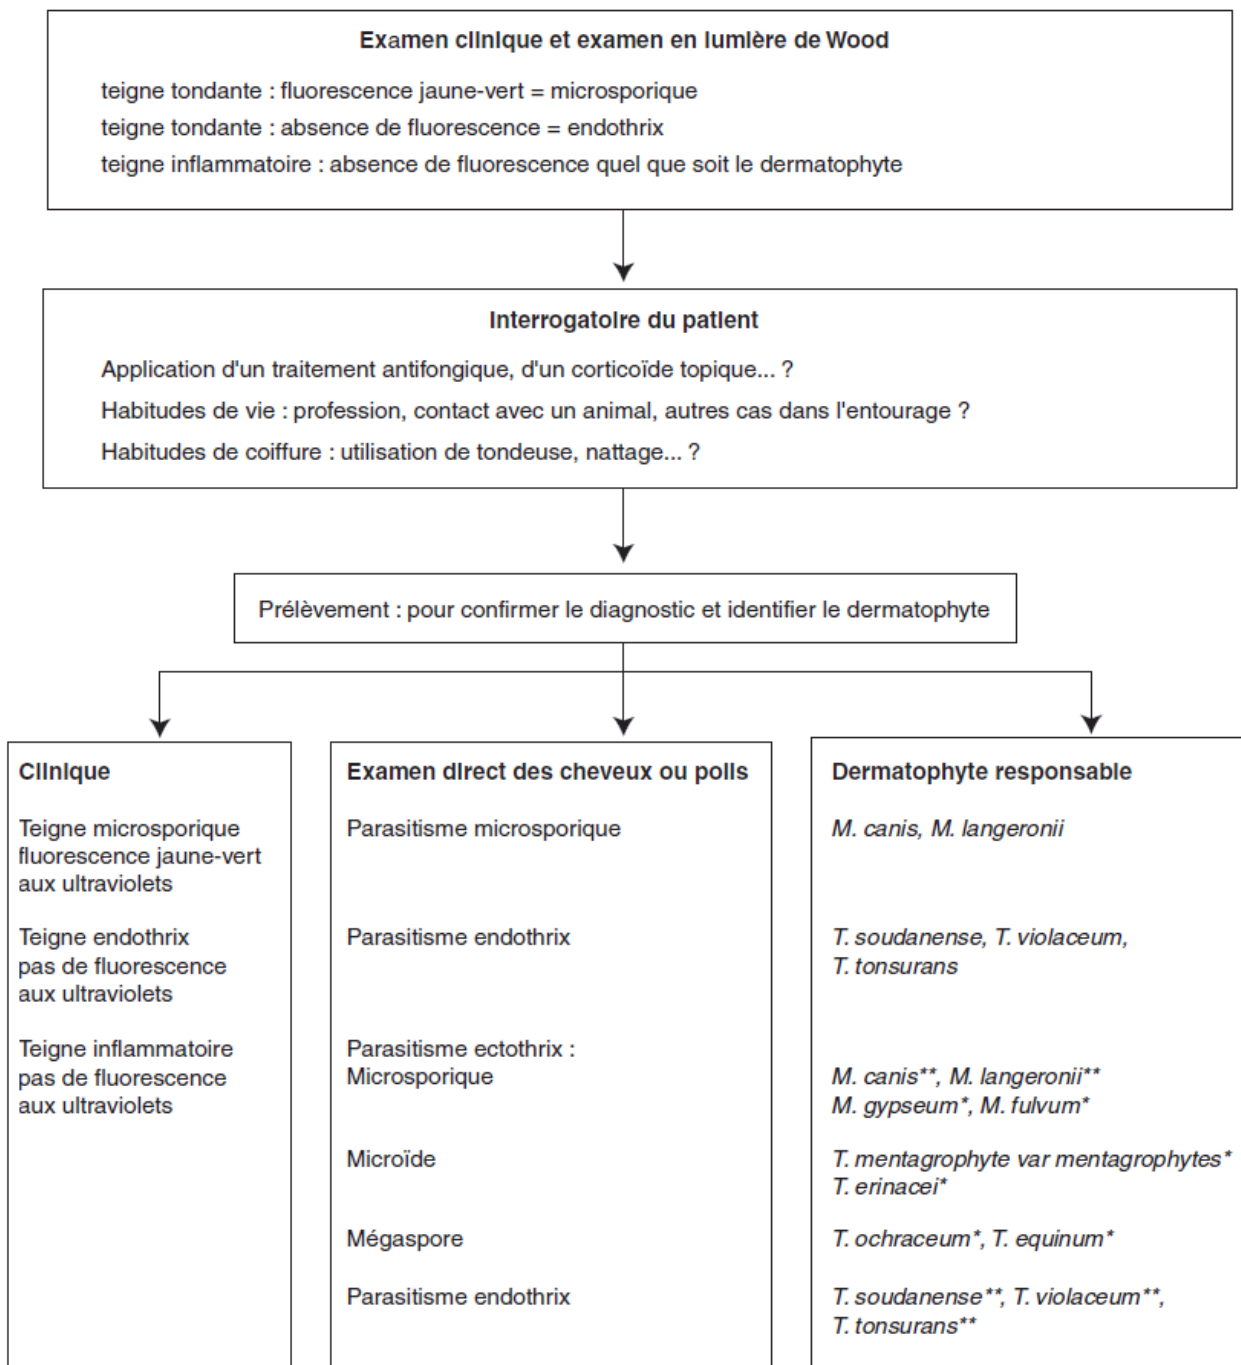 Examen clinique et examen en lumière de Wood
teigne tondante : fluorescence jaune-vert = microsporique
teigne tondante : absence de fluorescence = endothrix
teigne inflammatoire : absence de fluorescence quel que soit le dermatophyte
Interrogatoire du patient
Application d'un traitement antifongique, d'un corticoïde topique... ?
Habitudes de vie : profession, contact avec un animal, autres cas dans l'entourage ?
Habitudes de coiffure : utilisation de tondeuse, nattage... ?
Prélèvement : pour confirmer le diagnostic et identifier le dermatophyte
Clinique
Teigne microsporique
fluorescence jaune-vert
aux ultraviolets
Teigne endothrix
pas de fluorescence
aux ultraviolets
Teigne inflammatoire
pas de fluorescence
aux ultraviolets
Examen direct des cheveux ou poils
Parasitisme microsporique
Parasitisme endothrix
Parasitisme ectothrix :
Microsporique
Microïde
Mégaspore
Parasitisme endothrix
Dermatophyte responsable
M. canis, M. langeronii
T. soudanense, T. violaceum,
T. tonsurans
M. canis**, M. langeronii**
M. gypseum*, M. fulvum*
T. mentagrophyte var mentagrophytes*
T. erinacei*
T. ochraceum*, T. equinum*
T. soudanense**, T. violaceum**,
T. tonsurans**